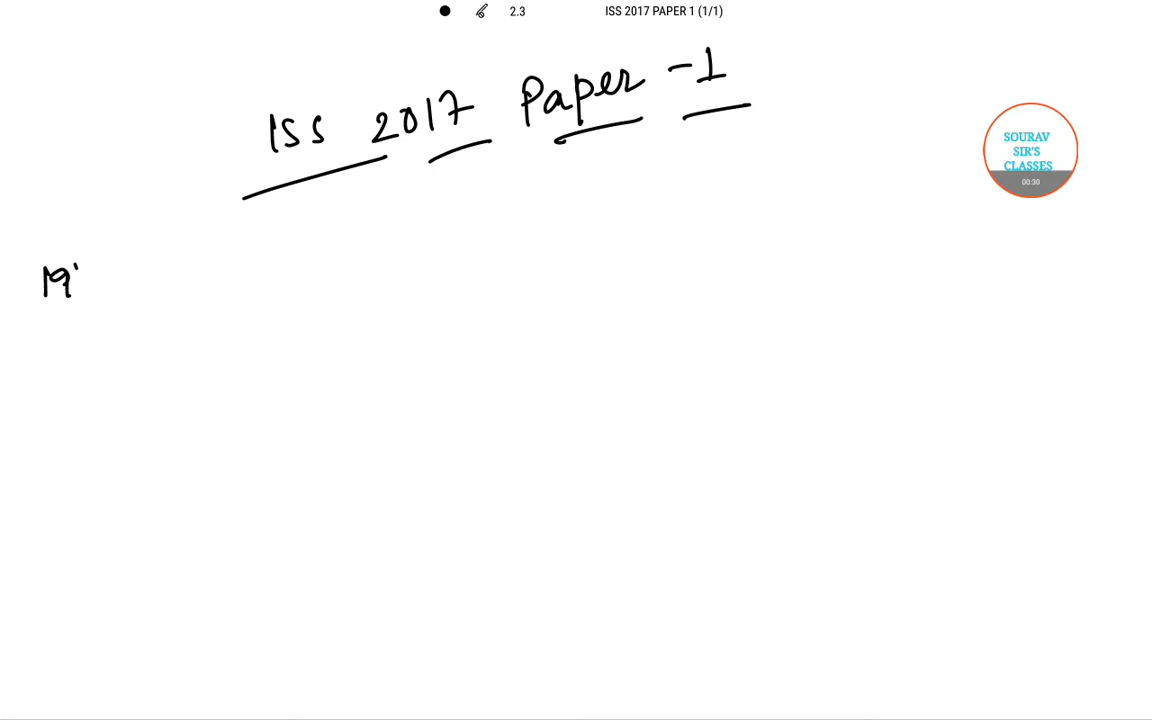 2.3 ISS 2017 PAPER 1 (1/1)
ISS 2017 Paper -1
SOURAV
SIR'S
CLASSES
00:30